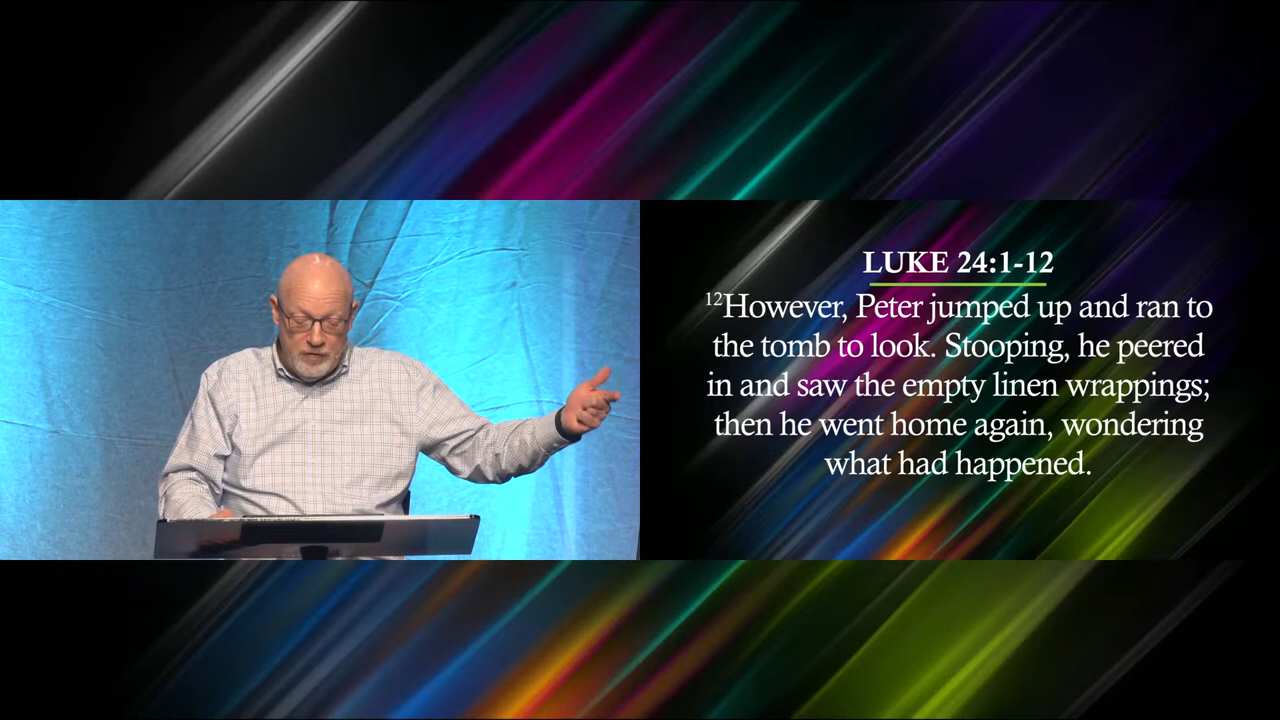 LUKE 24:1-12
12However, Peter jumped up and ran to
the tomb to look. Stooping, he peered
in and saw the empty linen wrappings;
then he went home again, wondering
what had happened.